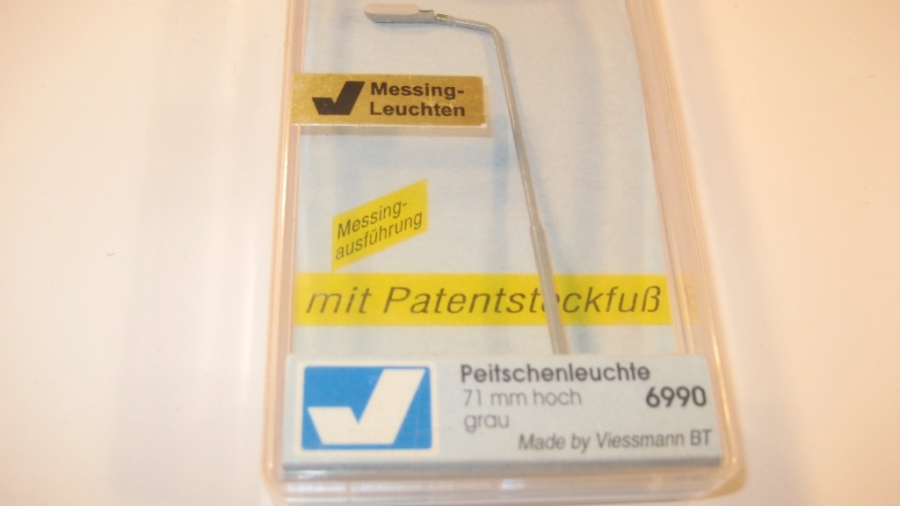 Messing-
Leuchten
Messing-
ausführung
mit Patentsteckfuß
Peitschenleuchte
71 mm hoch
6990
grau
Made by Viessmann BT